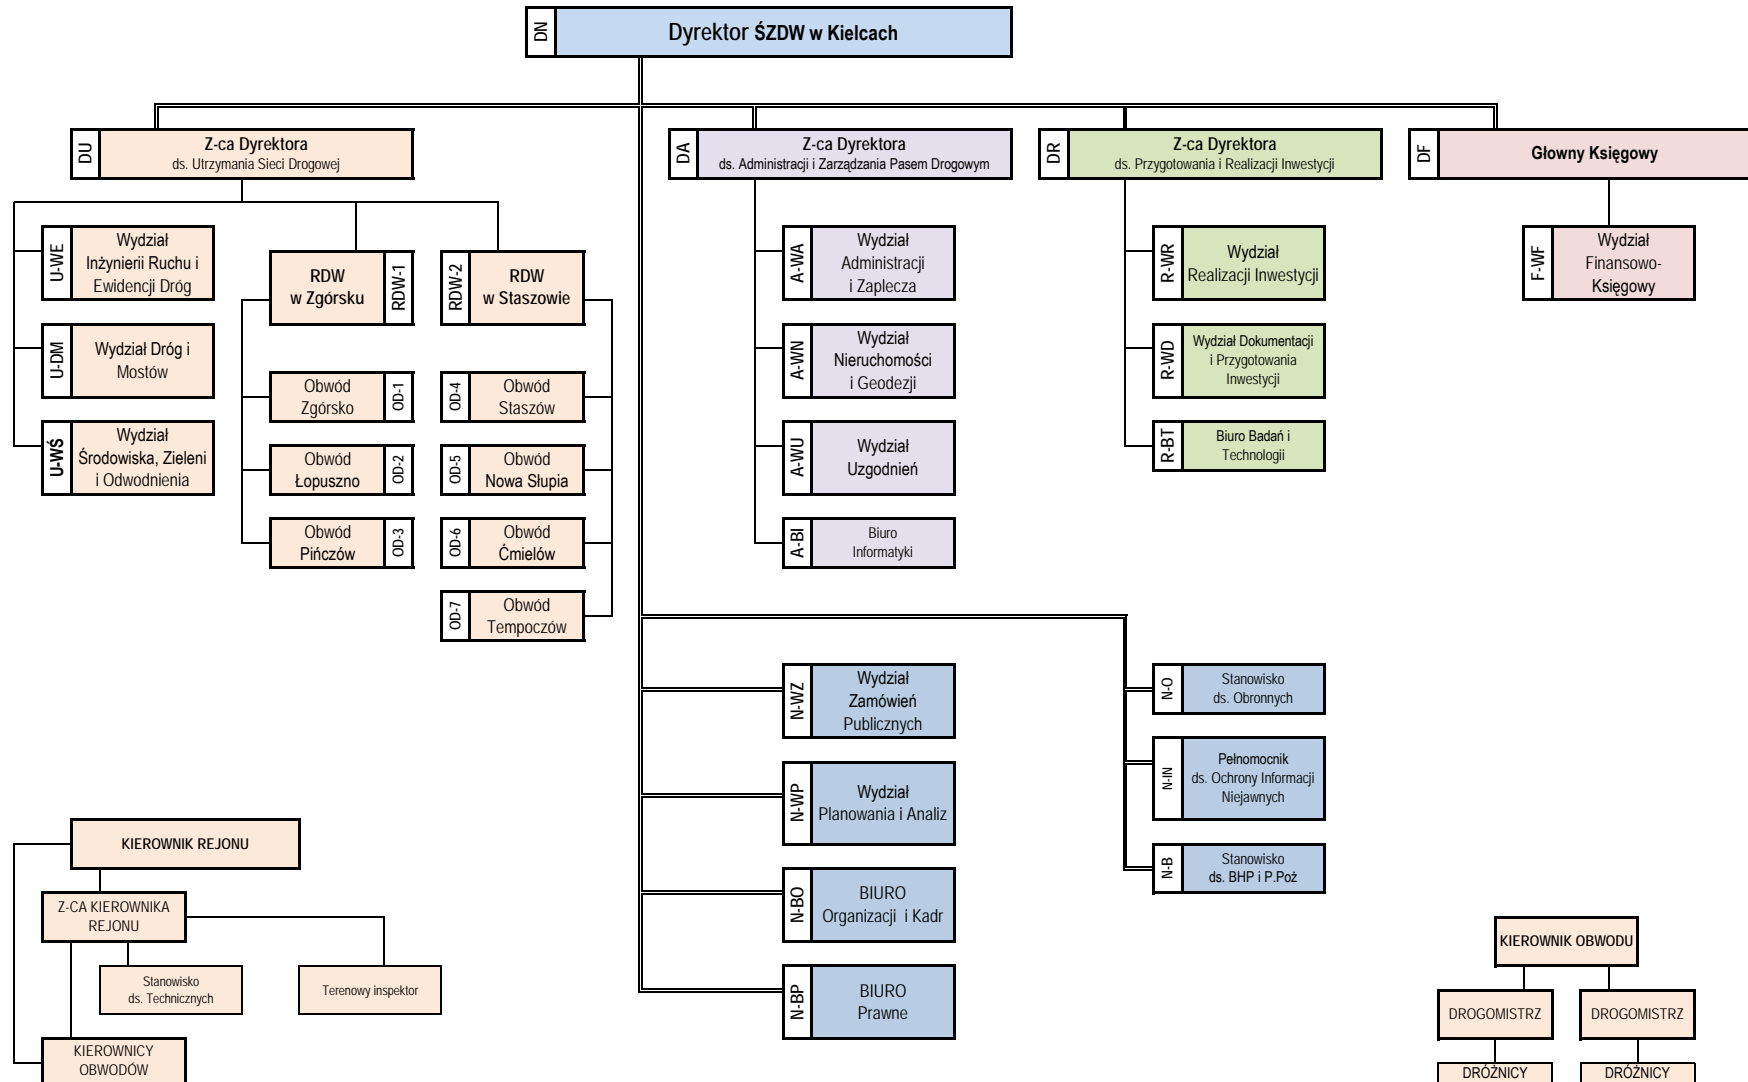 DN
Dyrektor ŚZDW w Kielcach
DU
Z-ca Dyrektora
ds. Utrzymania Sieci Drogowej
DA
Z-ca Dyrektora
ds. Administracji i Zarządzania Pasem Drogowym
DR
Z-ca Dyrektora
ds. Przygotowania i Realizacji Inwestycji
DF
Głowny Księgowy
U-WE
Wydział
Inżynierii Ruchu i
Ewidencji Dróg
U-DM
Wydział Dróg i
Mostów
U-WŚ
Wydział
Środowiska, Zieleni
i Odwodnienia
RDW
w Zgórsku
RDW-1
Obwód
Zgórsko
OD-1
Obwód
Łopuszno
OD-2
Obwód
Pińczów
OD-3
RDW-2
RDW
w Staszowie
OD-4
Obwód
Staszów
OD-5
Obwód
Nowa Słupia
OD-6
Obwód
Ćmielów
OD-7
Obwód
Tempoczów
A-WA
Wydział
Administracji
i Zaplecza
A-WN
Wydział
Nieruchomości
i Geodezji
A-WU
Wydział
Uzgodnień
A-BI
Biuro
Informatyki
R-WR
Wydział
Realizacji Inwestycji
R-WD
Wydział Dokumentacji
i Przygotowania
Inwestycji
R-BT
Biuro Badań i
Technologii
F-WF
Wydział
Finansowo-
Księgowy
N-WZ
Wydział
Zamówień
Publicznych
N-WP
Wydział
Planowania i Analiz
N-BO
BIURO
Organizacji i Kadr
N-BP
BIURO
Prawne
N-O
Stanowisko
ds. Obronnych
N-IN
Pełnomocnik
ds. Ochrony Informacji
Niejawnych
N-B
Stanowisko
ds. BHP i P.Poż
KIEROWNIK REJONU
Z-CA KIEROWNIKA
REJONU
Stanowisko
ds. Technicznych
Terenowy inspektor
KIEROWNICY
OBWODÓW
KIEROWNIK OBWODU
DROGOMISTRZ
DROGOMISTRZ
DRÓŻNICY
DRÓŻNICY